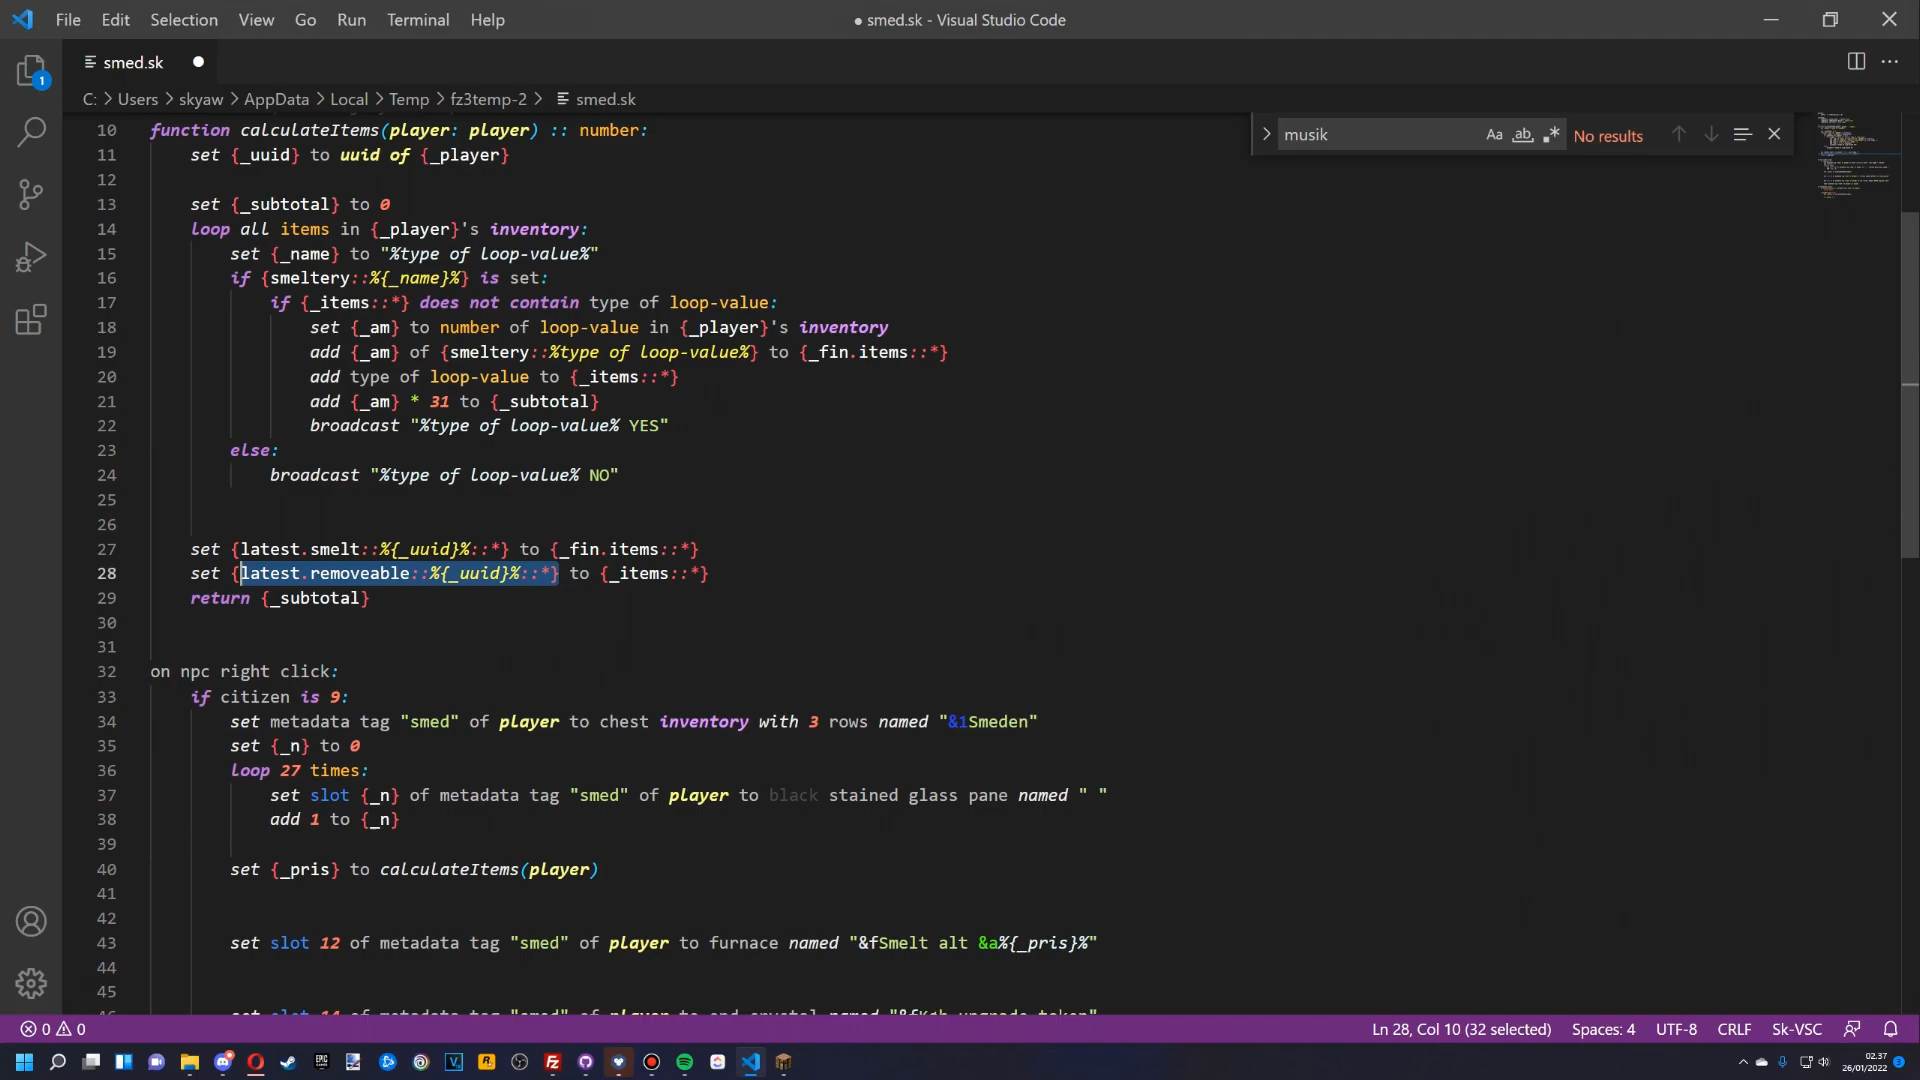 File Edit Selection View Go Run Terminal Help
● smed.sk - Visual Studio Code
smed.sk
C: > Users > skyaw > AppData > Local > Temp > fz3temp-2 > smed.sk
musik
Aa ab No results
10 function calculateItems(player: player) :: number:
11 set {_uuid} to uuid of {_player}
12
13 set {_subtotal} to 0
14 loop all items in {_player}'s inventory:
15 set {_name} to "%type of loop-value%"
16 if {smeltery::%{_name}%} is set:
17 if {_items::*} does not contain type of loop-value:
18 set {_am} to number of loop-value in {_player}'s inventory
19 add {_am} of {smeltery::%type of loop-value%} to {_fin.items::*}
20 add type of loop-value to {_items::*}
21 add {_am} * 31 to {_subtotal}
22 broadcast "%type of loop-value% YES"
23 else:
24 broadcast "%type of loop-value% NO"
25
26
27 set {latest.smelt::%{_uuid}%::*} to {_fin.items::*}
28 set {latest.removeable::%{_uuid}%::*} to {_items::*}
29 return {_subtotal}
30
31
32 on npc right click:
33 if citizen is 9:
34 set metadata tag "smed" of player to chest inventory with 3 rows named "&1Smeden"
35 set {_n} to 0
36 loop 27 times:
37 set slot {_n} of metadata tag "smed" of player to black stained glass pane named " "
38 add 1 to {_n}
39
40 set {_pris} to calculateItems(player)
41
42
43 set slot 12 of metadata tag "smed" of player to furnace named "&fSmelt alt &a%{_pris}%"
44
45
1
0 0
Ln 28, Col 10 (32 selected) Spaces: 4 UTF-8 CRLF Sk-VSC
02.37
26/01/2022
3